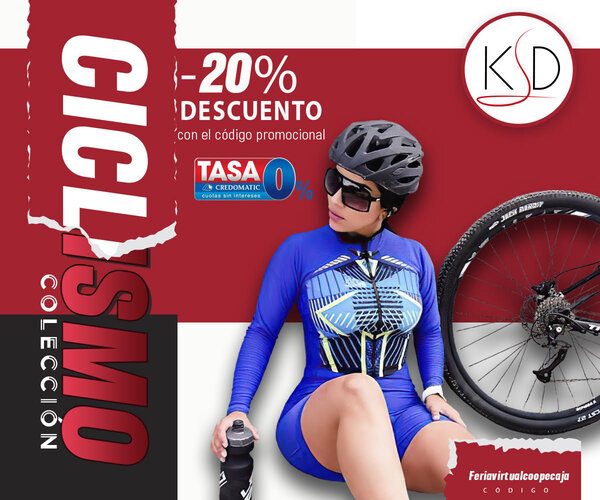 CICLISMO
COLECCIÓN
-20%
DESCUENTO
con el código promocional
TASA 0%
CREDOMATIC
cuotas sin intereses
KSD
Feriavirtualcoopecaja
CÓDIGO